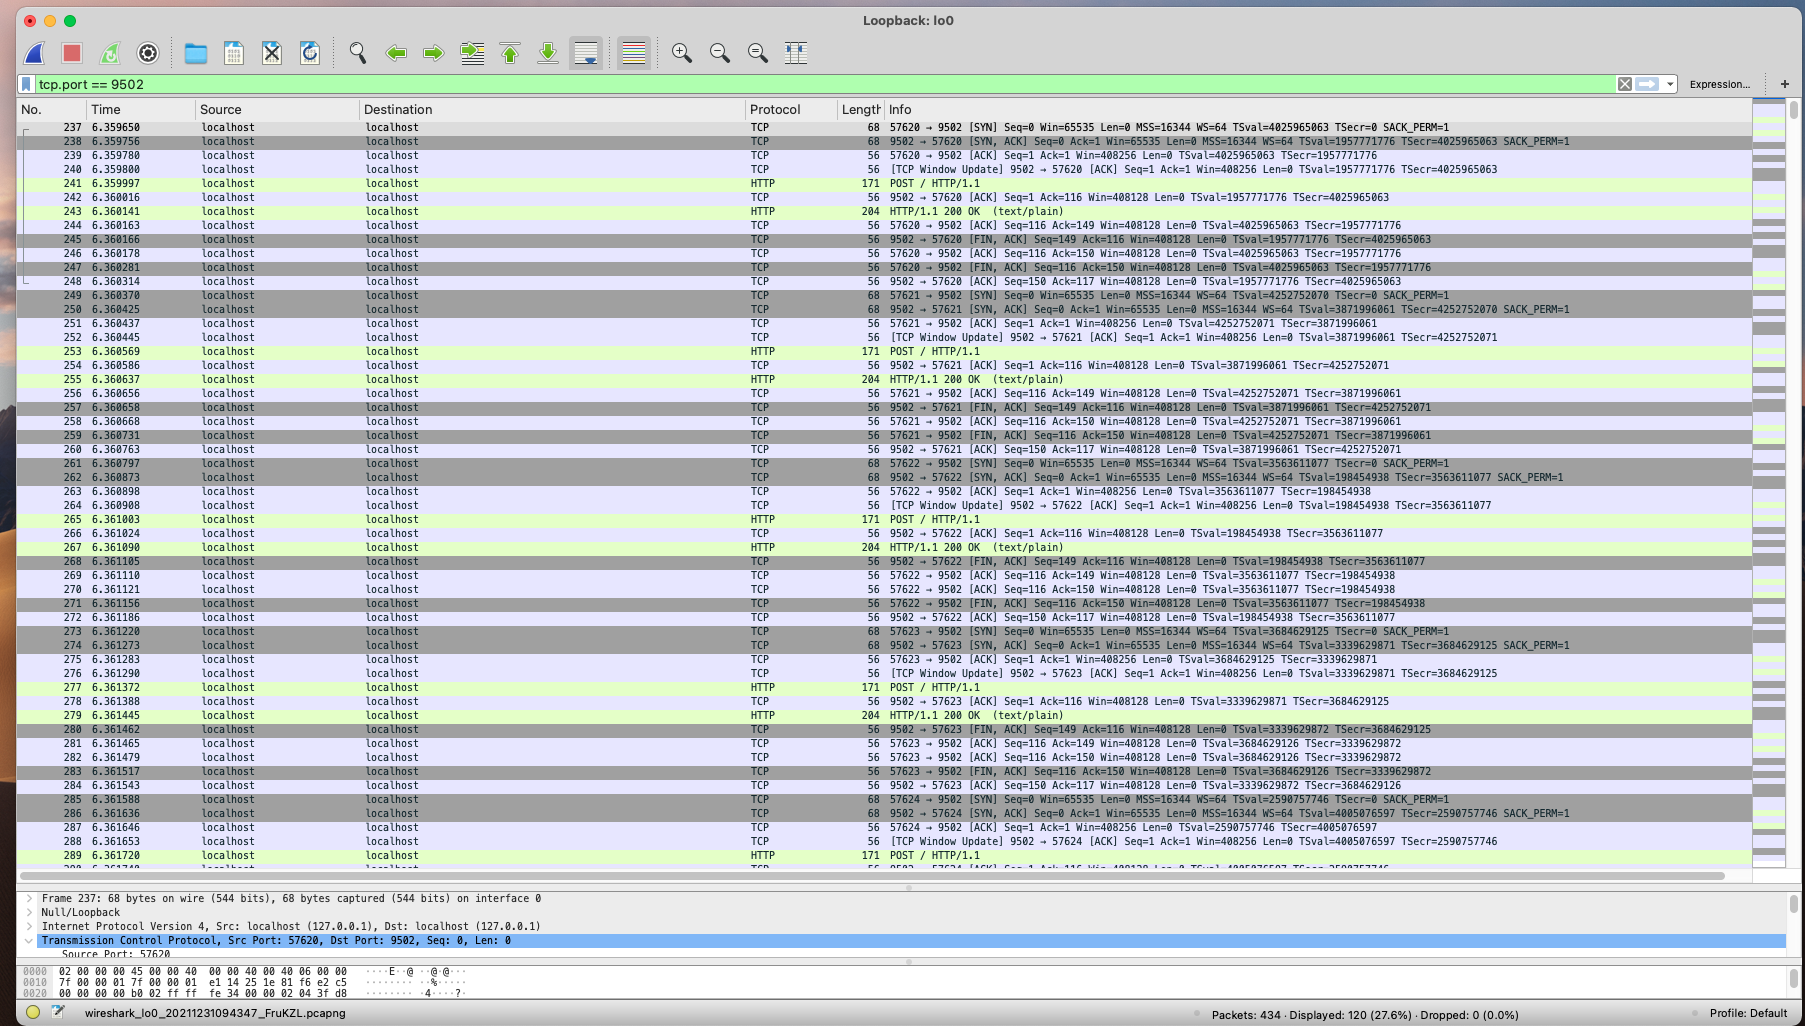 Loopback: lo0
tcp.port == 9502
Expression...
+
No. Time Source Destination Protocol Length Info
237 6.359650 localhost localhost TCP 68 57620 → 9502 [SYN] Seq=0 Win=65535 Len=0 MSS=16344 WS=64 TSval=4025965063 TSecr=0 SACK_PERM=1
238 6.359756 localhost localhost TCP 68 9502 → 57620 [SYN, ACK] Seq=0 Ack=1 Win=65535 Len=0 MSS=16344 WS=64 TSval=1957771776 TSecr=4025965063 SACK_PERM=1
239 6.359780 localhost localhost TCP 56 57620 → 9502 [ACK] Seq=1 Ack=1 Win=408256 Len=0 TSval=4025965063 TSecr=1957771776
240 6.359800 localhost localhost TCP 56 [TCP Window Update] 9502 → 57620 [ACK] Seq=1 Ack=1 Win=408256 Len=0 TSval=1957771776 TSecr=4025965063
241 6.359997 localhost localhost HTTP 171 POST / HTTP/1.1
242 6.360016 localhost localhost TCP 56 9502 → 57620 [ACK] Seq=1 Ack=116 Win=408128 Len=0 TSval=1957771776 TSecr=4025965063
243 6.360141 localhost localhost HTTP 204 HTTP/1.1 200 OK (text/plain)
244 6.360163 localhost localhost TCP 56 57620 → 9502 [ACK] Seq=116 Ack=149 Win=408128 Len=0 TSval=4025965063 TSecr=1957771776
245 6.360166 localhost localhost TCP 56 9502 → 57620 [FIN, ACK] Seq=149 Ack=116 Win=408128 Len=0 TSval=1957771776 TSecr=4025965063
246 6.360178 localhost localhost TCP 56 57620 → 9502 [ACK] Seq=116 Ack=150 Win=408128 Len=0 TSval=4025965063 TSecr=1957771776
247 6.360281 localhost localhost TCP 56 57620 → 9502 [FIN, ACK] Seq=116 Ack=150 Win=408128 Len=0 TSval=4025965063 TSecr=1957771776
248 6.360314 localhost localhost TCP 56 9502 → 57620 [ACK] Seq=150 Ack=117 Win=408128 Len=0 TSval=1957771776 TSecr=4025965063
249 6.360370 localhost localhost TCP 68 57621 → 9502 [SYN] Seq=0 Win=65535 Len=0 MSS=16344 WS=64 TSval=4252752070 TSecr=0 SACK_PERM=1
250 6.360425 localhost localhost TCP 68 9502 → 57621 [SYN, ACK] Seq=0 Ack=1 Win=65535 Len=0 MSS=16344 WS=64 TSval=3871996061 TSecr=4252752070 SACK_PERM=1
251 6.360437 localhost localhost TCP 56 57621 → 9502 [ACK] Seq=1 Ack=1 Win=408256 Len=0 TSval=4252752071 TSecr=3871996061
252 6.360445 localhost localhost TCP 56 [TCP Window Update] 9502 → 57621 [ACK] Seq=1 Ack=1 Win=408256 Len=0 TSval=3871996061 TSecr=4252752071
253 6.360569 localhost localhost HTTP 171 POST / HTTP/1.1
254 6.360586 localhost localhost TCP 56 9502 → 57621 [ACK] Seq=1 Ack=116 Win=408128 Len=0 TSval=3871996061 TSecr=4252752071
255 6.360637 localhost localhost HTTP 204 HTTP/1.1 200 OK (text/plain)
256 6.360656 localhost localhost TCP 56 57621 → 9502 [ACK] Seq=116 Ack=149 Win=408128 Len=0 TSval=4252752071 TSecr=3871996061
257 6.360658 localhost localhost TCP 56 9502 → 57621 [FIN, ACK] Seq=149 Ack=116 Win=408128 Len=0 TSval=3871996061 TSecr=4252752071
258 6.360668 localhost localhost TCP 56 57621 → 9502 [ACK] Seq=116 Ack=150 Win=408128 Len=0 TSval=4252752071 TSecr=3871996061
259 6.360731 localhost localhost TCP 56 57621 → 9502 [FIN, ACK] Seq=116 Ack=150 Win=408128 Len=0 TSval=4252752071 TSecr=3871996061
260 6.360763 localhost localhost TCP 56 9502 → 57621 [ACK] Seq=150 Ack=117 Win=408128 Len=0 TSval=3871996061 TSecr=4252752071
261 6.360797 localhost localhost TCP 68 57622 → 9502 [SYN] Seq=0 Win=65535 Len=0 MSS=16344 WS=64 TSval=3563611077 TSecr=0 SACK_PERM=1
262 6.360873 localhost localhost TCP 68 9502 → 57622 [SYN, ACK] Seq=0 Ack=1 Win=65535 Len=0 MSS=16344 WS=64 TSval=198454938 TSecr=3563611077 SACK_PERM=1
263 6.360898 localhost localhost TCP 56 57622 → 9502 [ACK] Seq=1 Ack=1 Win=408256 Len=0 TSval=3563611077 TSecr=198454938
264 6.360908 localhost localhost TCP 56 [TCP Window Update] 9502 → 57622 [ACK] Seq=1 Ack=1 Win=408256 Len=0 TSval=198454938 TSecr=3563611077
265 6.361003 localhost localhost HTTP 171 POST / HTTP/1.1
266 6.361024 localhost localhost TCP 56 9502 → 57622 [ACK] Seq=1 Ack=116 Win=408128 Len=0 TSval=198454938 TSecr=3563611077
267 6.361090 localhost localhost HTTP 204 HTTP/1.1 200 OK (text/plain)
268 6.361105 localhost localhost TCP 56 9502 → 57622 [FIN, ACK] Seq=149 Ack=116 Win=408128 Len=0 TSval=198454938 TSecr=3563611077
269 6.361110 localhost localhost TCP 56 57622 → 9502 [ACK] Seq=116 Ack=149 Win=408128 Len=0 TSval=3563611077 TSecr=198454938
270 6.361121 localhost localhost TCP 56 57622 → 9502 [ACK] Seq=116 Ack=150 Win=408128 Len=0 TSval=3563611077 TSecr=198454938
271 6.361156 localhost localhost TCP 56 57622 → 9502 [FIN, ACK] Seq=116 Ack=150 Win=408128 Len=0 TSval=3563611077 TSecr=198454938
272 6.361186 localhost localhost TCP 56 9502 → 57622 [ACK] Seq=150 Ack=117 Win=408128 Len=0 TSval=198454938 TSecr=3563611077
273 6.361220 localhost localhost TCP 68 57623 → 9502 [SYN] Seq=0 Win=65535 Len=0 MSS=16344 WS=64 TSval=3684629125 TSecr=0 SACK_PERM=1
274 6.361273 localhost localhost TCP 68 9502 → 57623 [SYN, ACK] Seq=0 Ack=1 Win=65535 Len=0 MSS=16344 WS=64 TSval=3339629871 TSecr=3684629125 SACK_PERM=1
275 6.361283 localhost localhost TCP 56 57623 → 9502 [ACK] Seq=1 Ack=1 Win=408256 Len=0 TSval=3684629125 TSecr=3339629871
276 6.361290 localhost localhost TCP 56 [TCP Window Update] 9502 → 57623 [ACK] Seq=1 Ack=1 Win=408256 Len=0 TSval=3339629871 TSecr=3684629125
277 6.361372 localhost localhost HTTP 171 POST / HTTP/1.1
278 6.361388 localhost localhost TCP 56 9502 → 57623 [ACK] Seq=1 Ack=116 Win=408128 Len=0 TSval=3339629871 TSecr=3684629125
279 6.361445 localhost localhost HTTP 204 HTTP/1.1 200 OK (text/plain)
280 6.361462 localhost localhost TCP 56 9502 → 57623 [FIN, ACK] Seq=149 Ack=116 Win=408128 Len=0 TSval=3339629872 TSecr=3684629125
281 6.361465 localhost localhost TCP 56 57623 → 9502 [ACK] Seq=116 Ack=149 Win=408128 Len=0 TSval=3684629126 TSecr=3339629872
282 6.361479 localhost localhost TCP 56 57623 → 9502 [ACK] Seq=116 Ack=150 Win=408128 Len=0 TSval=3684629126 TSecr=3339629872
283 6.361517 localhost localhost TCP 56 57623 → 9502 [FIN, ACK] Seq=116 Ack=150 Win=408128 Len=0 TSval=3684629126 TSecr=3339629872
284 6.361543 localhost localhost TCP 56 9502 → 57623 [ACK] Seq=150 Ack=117 Win=408128 Len=0 TSval=3339629872 TSecr=3684629126
285 6.361588 localhost localhost TCP 68 57624 → 9502 [SYN] Seq=0 Win=65535 Len=0 MSS=16344 WS=64 TSval=2590757746 TSecr=0 SACK_PERM=1
286 6.361636 localhost localhost TCP 68 9502 → 57624 [SYN, ACK] Seq=0 Ack=1 Win=65535 Len=0 MSS=16344 WS=64 TSval=4005076597 TSecr=2590757746 SACK_PERM=1
287 6.361646 localhost localhost TCP 56 57624 → 9502 [ACK] Seq=1 Ack=1 Win=408256 Len=0 TSval=2590757746 TSecr=4005076597
288 6.361653 localhost localhost TCP 56 [TCP Window Update] 9502 → 57624 [ACK] Seq=1 Ack=1 Win=408256 Len=0 TSval=4005076597 TSecr=2590757746
289 6.361720 localhost localhost HTTP 171 POST / HTTP/1.1
Frame 237: 68 bytes on wire (544 bits), 68 bytes captured (544 bits) on interface 0
Null/Loopback
Internet Protocol Version 4, Src: localhost (127.0.0.1), Dst: localhost (127.0.0.1)
Transmission Control Protocol, Src Port: 57620, Dst Port: 9502, Seq: 0, Len: 0
Source Port: 57620
0000 02 00 00 00 45 00 00 40 00 00 40 00 40 06 00 00 ····E··@ ··@·@···
0010 7f 00 00 01 7f 00 00 01 e1 14 25 1e 81 f6 e2 c5 ········ ··%·····
0020 00 00 00 00 b0 02 ff ff fe 34 00 00 02 04 3f d8 ········ ·4····?·
wireshark_lo0_20211231094347_FruKZL.pcapng
Packets: 434 · Displayed: 120 (27.6%) · Dropped: 0 (0.0%)
Profile: Default